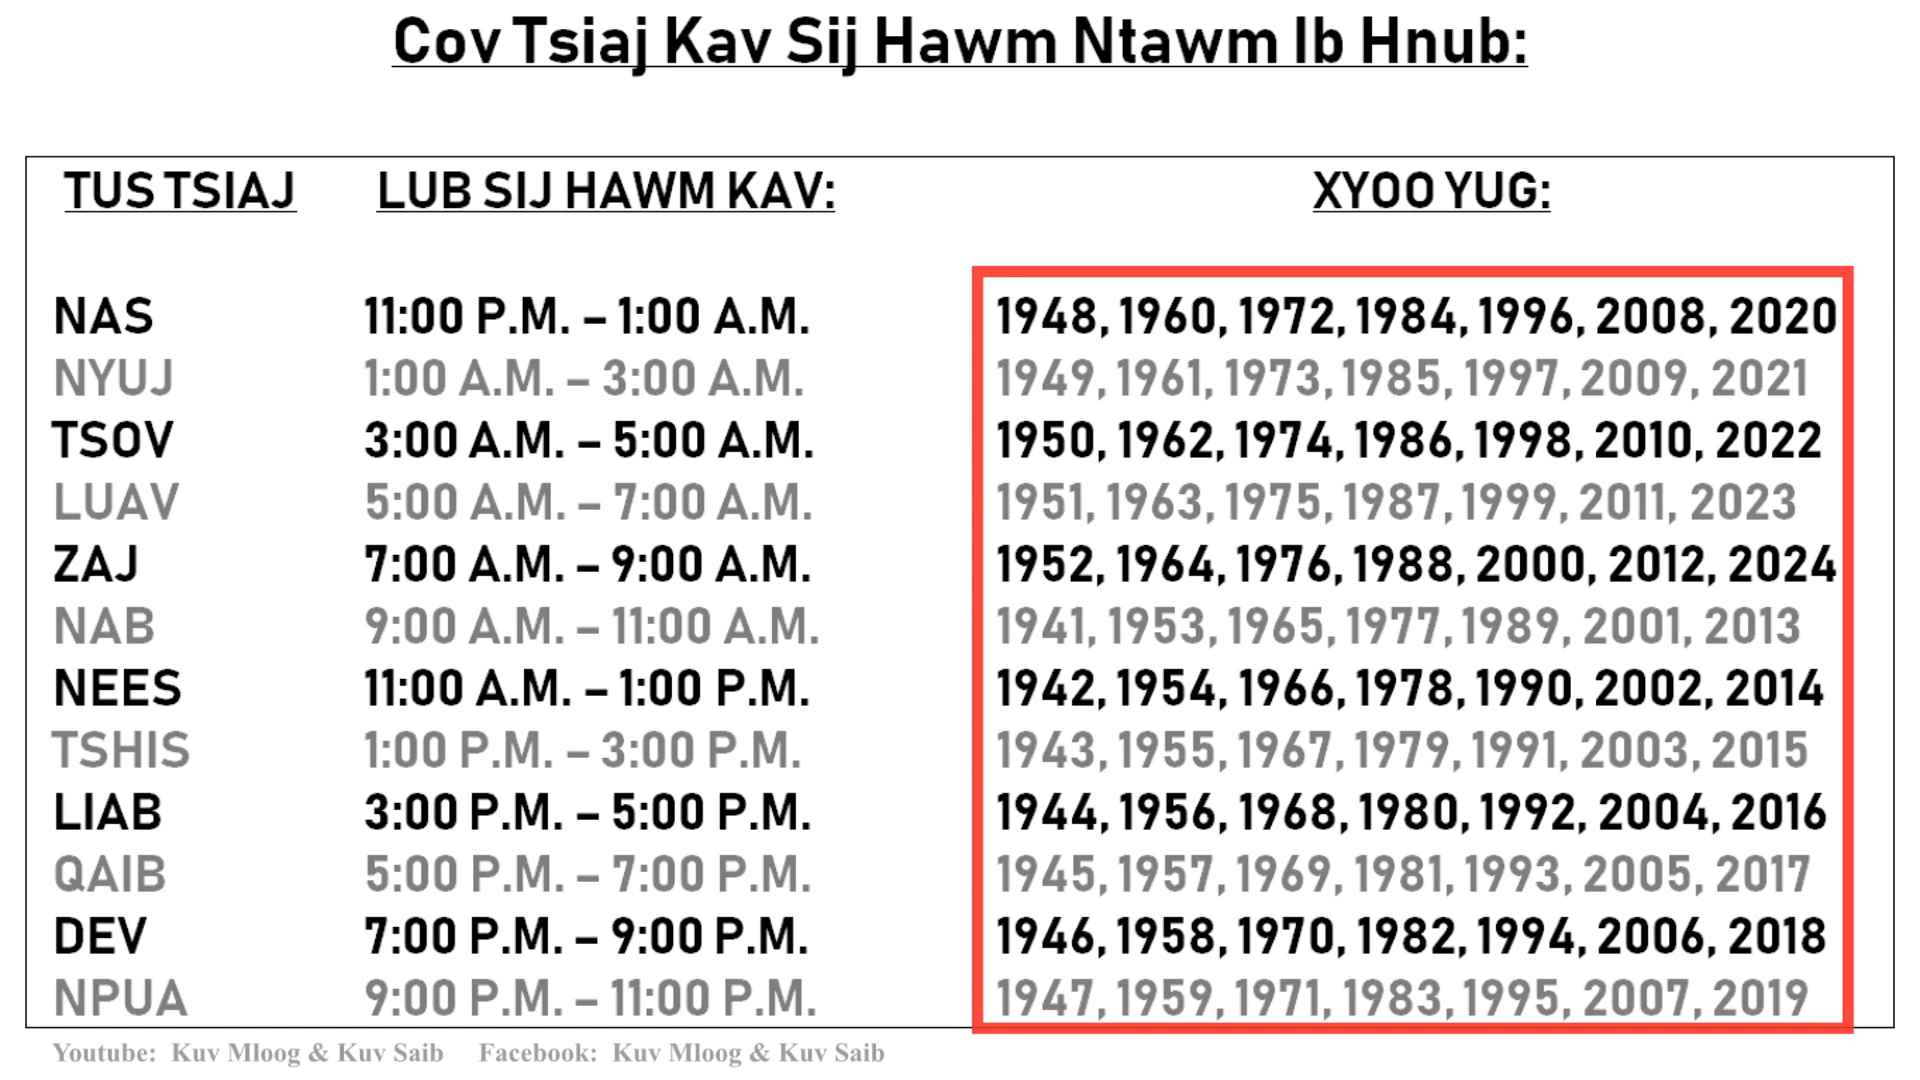 Cov Tsiaj Kav Sij Hawm Ntawm Ib Hnub:
TUS TSIAJ LUB SIJ HAWM KAV: XYOO YUG:
NAS 11:00 P.M. – 1:00 A.M. 1948, 1960, 1972, 1984, 1996, 2008, 2020
NYUJ 1:00 A.M. – 3:00 A.M. 1949, 1961, 1973, 1985, 1997, 2009, 2021
TSOV 3:00 A.M. – 5:00 A.M. 1950, 1962, 1974, 1986, 1998, 2010, 2022
LUAV 5:00 A.M. – 7:00 A.M. 1951, 1963, 1975, 1987, 1999, 2011, 2023
ZAJ 7:00 A.M. – 9:00 A.M. 1952, 1964, 1976, 1988, 2000, 2012, 2024
NAB 9:00 A.M. – 11:00 A.M. 1941, 1953, 1965, 1977, 1989, 2001, 2013
NEES 11:00 A.M. – 1:00 P.M. 1942, 1954, 1966, 1978, 1990, 2002, 2014
TSHIS 1:00 P.M. – 3:00 P.M. 1943, 1955, 1967, 1979, 1991, 2003, 2015
LIAB 3:00 P.M. – 5:00 P.M. 1944, 1956, 1968, 1980, 1992, 2004, 2016
QAIB 5:00 P.M. – 7:00 P.M. 1945, 1957, 1969, 1981, 1993, 2005, 2017
DEV 7:00 P.M. – 9:00 P.M. 1946, 1958, 1970, 1982, 1994, 2006, 2018
NPUA 9:00 P.M. – 11:00 P.M. 1947, 1959, 1971, 1983, 1995, 2007, 2019
Youtube: Kuv Mloog & Kuv Saib Facebook: Kuv Mloog & Kuv Saib